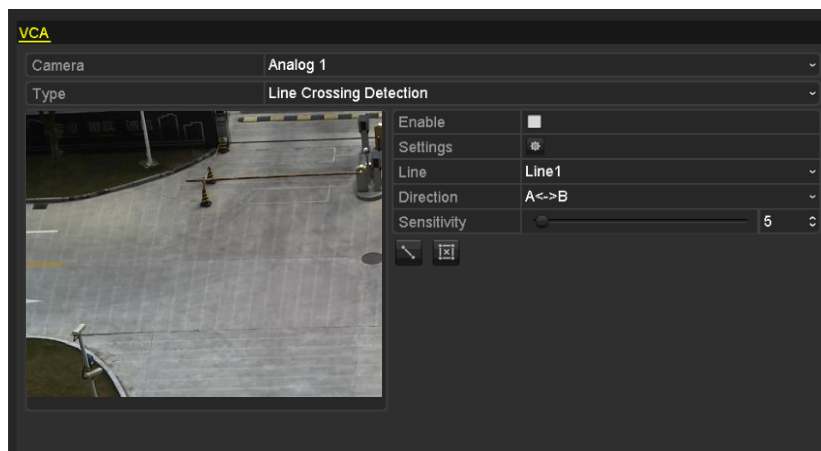 VCA
Camera Analog 1
Type Line Crossing Detection
Enable
Settings
Line Line1
Direction A<->B
Sensitivity 5